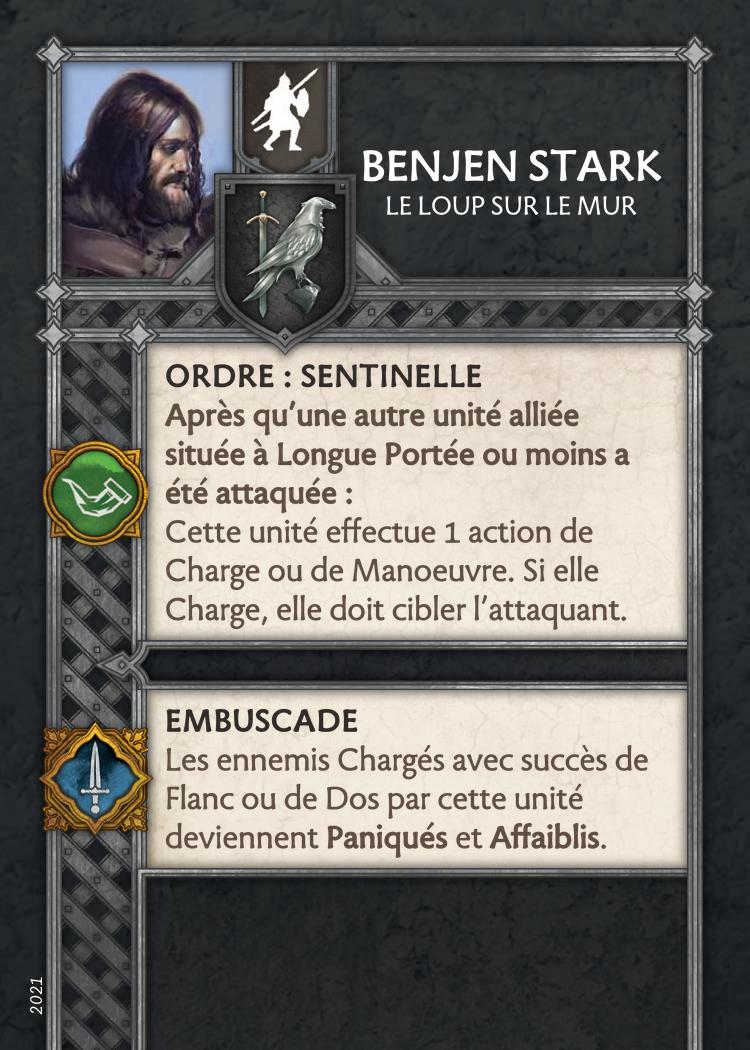 BENJEN STARK
LE LOUP SUR LE MUR
ORDRE : SENTINELLE
Après qu'une autre unité alliée
située à Longue Portée ou moins a
été attaquée :
Cette unité effectue 1 action de
Charge ou de Manoeuvre. Si elle
Charge, elle doit cibler l'attaquant.
EMBUSCADE
Les ennemis Chargés avec succès de
Flanc ou de Dos par cette unité
deviennent Paniqués et Affaiblis.
2021